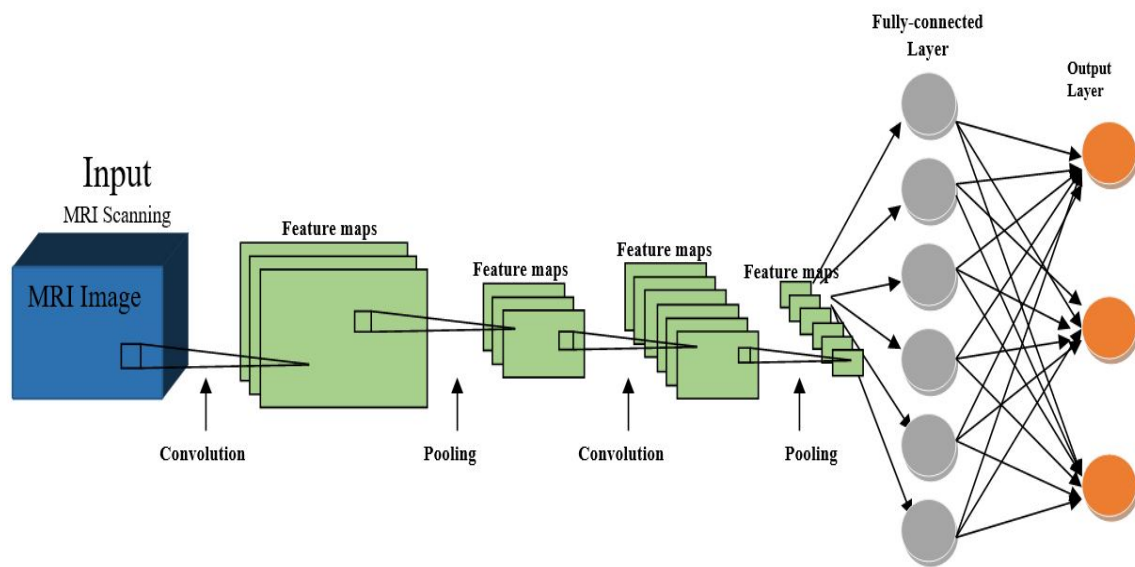 Fully-connected
Layer
Output
Layer
Input
MRI Scanning
MRI Image
Feature maps
Feature maps
Feature maps
Feature maps
Convolution
Pooling
Convolution
Pooling